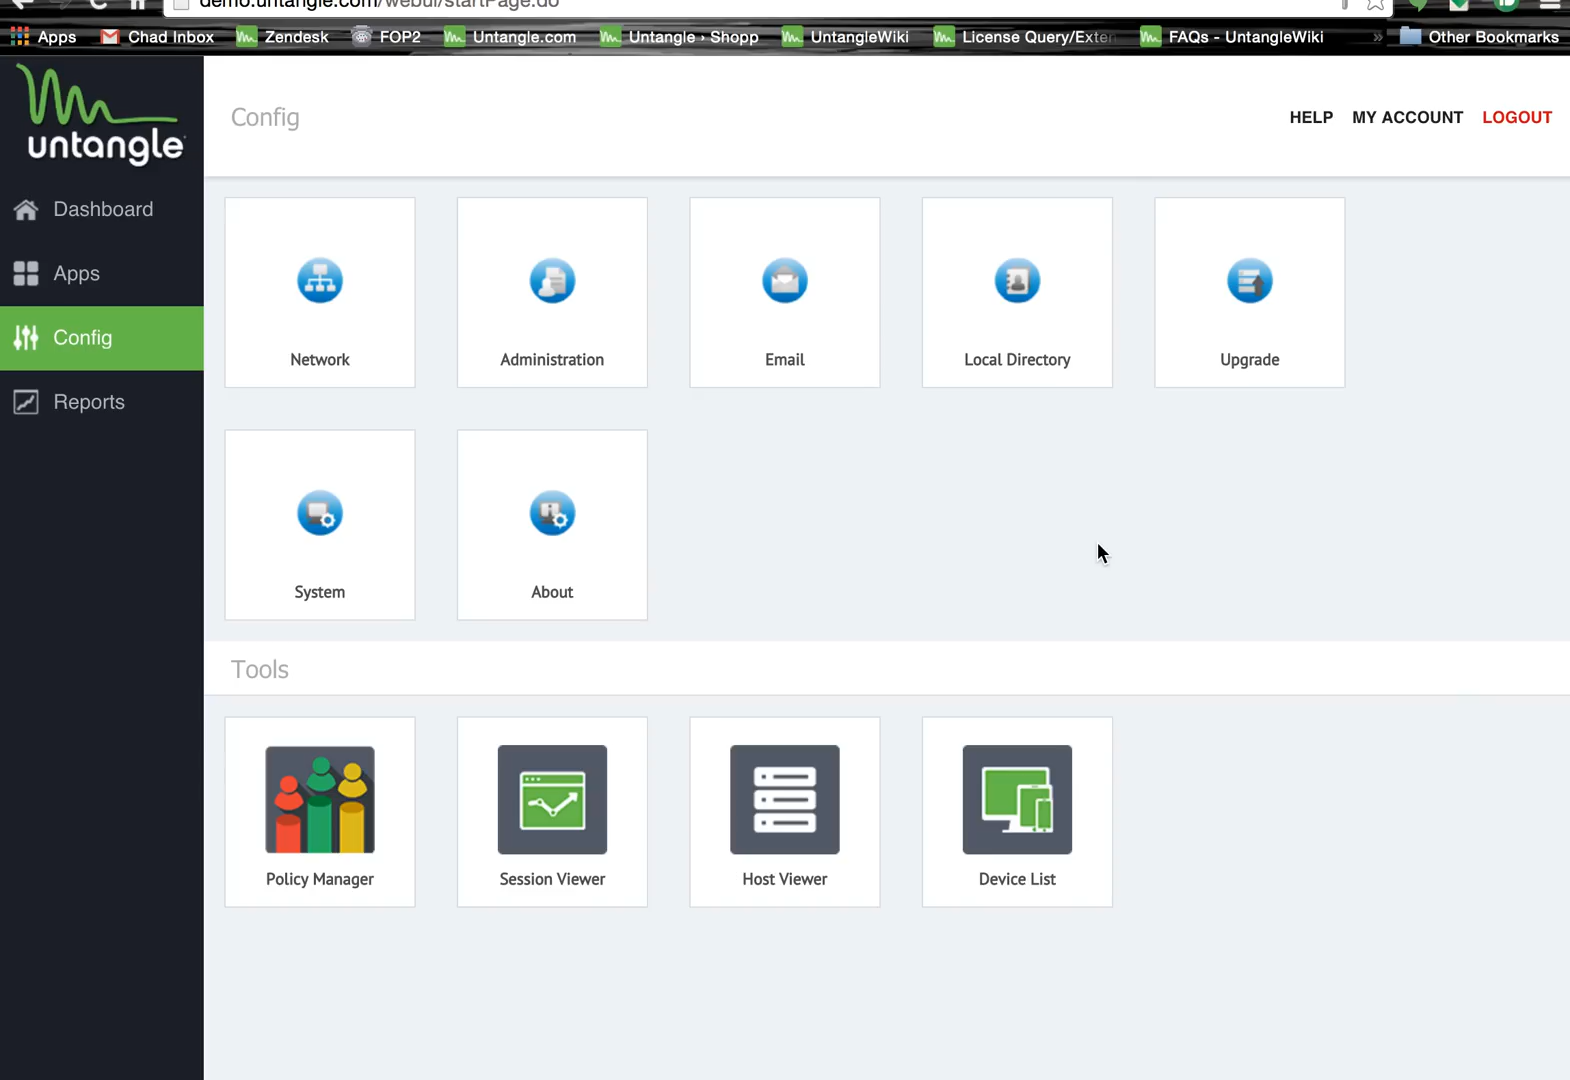 demo.untangle.com/webui/startPage.do
Apps Chad Inbox Zendesk FOP2 Untangle.com Untangle › Shopp UntangleWiki License Query/Exter FAQs - UntangleWiki » Other Bookmarks
untangle
Config
HELP MY ACCOUNT LOGOUT
Dashboard
Apps
Config
Reports
Network Administration Email Local Directory Upgrade
System About
Tools
Policy Manager Session Viewer Host Viewer Device List